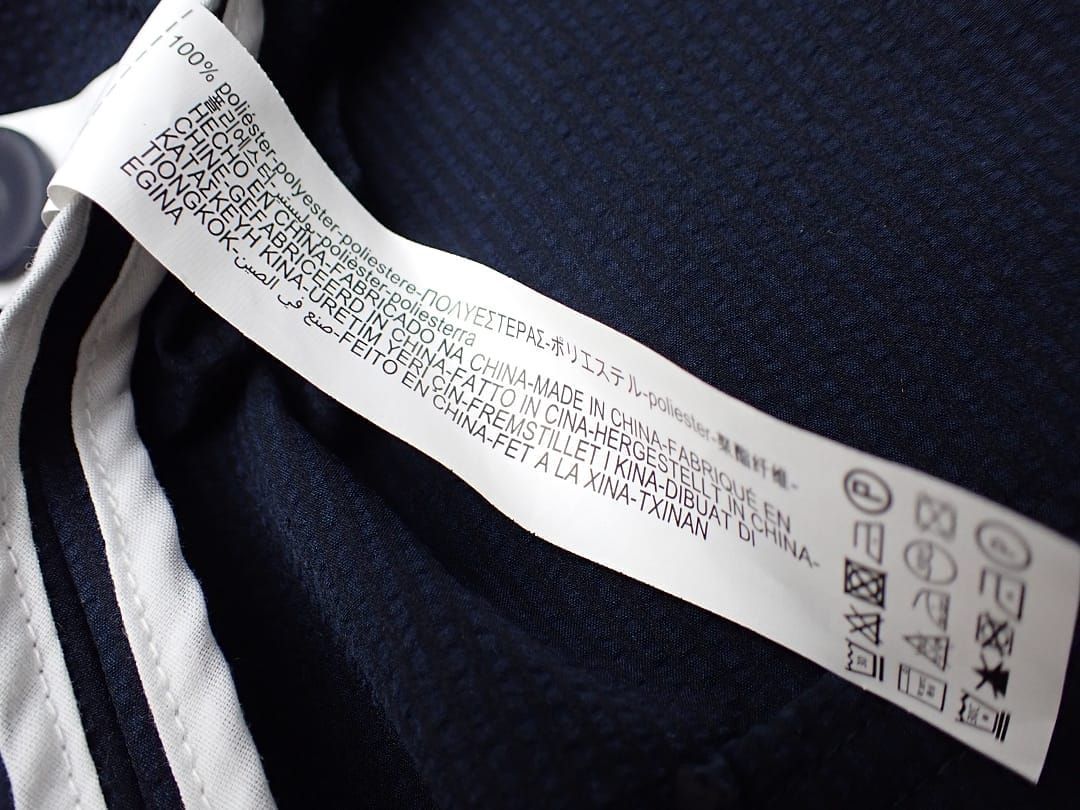 100% poliéster-polyester-poliestere-ΠΟΛΥΕΣΤΕΡΑΣ-ポリエステル-poliester-聚酯纤维-
폴리에스터-بوليستر-polièster-poliesterra
HECHO EN CHINA-FABRICADO NA CHINA-MADE IN CHINA-FABRIQUÉ EN
CHINE-GEFABRICEERD IN CHINA-FATTO IN CINA-HERGESTELLT IN CHINA-
ΚΑΤΑΣΚΕΥΗ ΚΙΝΑ-URETIM YERI ÇIN-FREMSTILLET I KINA-DIBUAT DI
TIONGKOK-صنع في الصين-FEITO EN CHINA-FET A LA XINA-TXINAN
EGINA
P
P